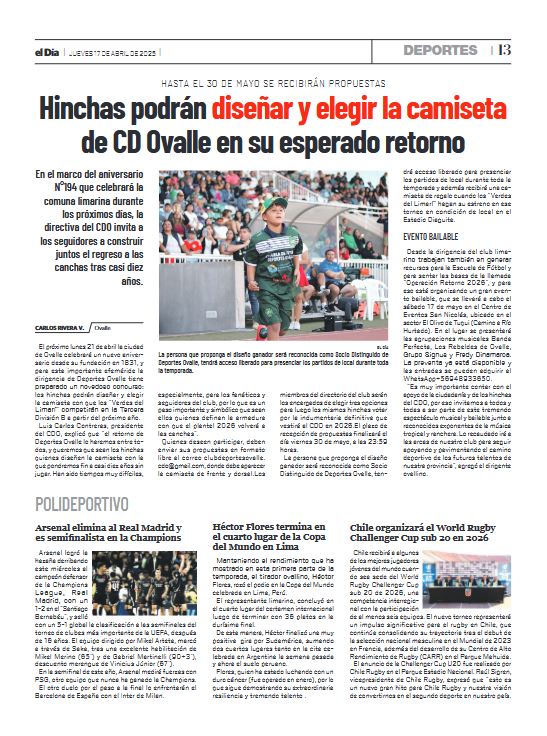 el Día | JUEVES 17 DE ABRIL DE 2025 |
DEPORTES | 13
HASTA EL 30 DE MAYO SE RECIBIRÁN PROPUESTAS
Hinchas podrán diseñar y elegir la camiseta
de CD Ovalle en su esperado retorno
En el marco del aniversario
N°194 que celebrará la
comuna limarina durante
los próximos días, la
directiva del CDO invita a
los seguidores a construir
juntos el regreso a las
canchas tras casi diez
años.
CARLOS RIVERA V. / Ovalle
El próximo lunes 21 de abril la ciudad
de Ovalle celebrará un nuevo aniver-
sario desde su fundación en 1831, y
para este importante efeméride la
dirigencia de Deportes Ovalle tiene
preparado un novedoso concurso:
los hinchas podrán diseñar y elegir
la camiseta con la que los "Verdes del
Limarí" competirán en la Tercera
División B a partir del próximo año.
Luis Carlos Contreras, presidente
del CDO, explicó que "el retorno de
Deportes Ovalle lo haremos entre to-
dos, y queremos que sean los hinchas
quienes diseñen la camiseta con la
que pondremos fin a casi diez años sin
jugar. Han sido tiempos muy difíciles,
EL DÍA
La persona que proponga el diseño ganador será reconocida como Socio Distinguido de
Deportes Ovalle, tendrá acceso liberado para presenciar los partidos de local durante toda
la temporada.
especialmente, para los fanáticos y
seguidores del club, por lo que es un
paso importante y simbólico que sean
ellos quienes definan la armadura
con que el plantel 2026 volverá a
las canchas".
Quienes deseen participar, deben
enviar sus propuestas en formato
libre al correo clubdeportesovalle.
cdo@gmail.com, donde debe aparecer
la camiseta de frente y dorsal. Los
miembros del directorio del club serán
los encargados de elegir tres opciones
para luego los mismos hinchas votar
por la indumentaria definitiva que
vestirá el CDO en 2026. El plazo de
recepción de propuestas finalizará el
día viernes 30 de mayo, a las 23:59
horas.
La persona que proponga el diseño
ganador será reconocida como Socio
Distinguido de Deportes Ovalle, ten-
drá acceso liberado para presenciar
los partidos de local durante toda la
temporada y además recibirá una ca-
miseta de regalo cuando los "Verdes
del Limarí" hagan su estreno en ese
torneo en condición de local en el
Estadio Diaguita.
EVENTO BAILABLE
Desde la dirigencia del club lima-
rino trabajan también en generar
recursos para la Escuela de Fútbol y
para sentar las bases de la llamada
"Operación Retorno 2026", y para
eso está organizando un gran evento
bailable, que se llevará a cabo el
sábado 17 de mayo en el Centro de
Eventos San Nicolás, ubicado en el
sector El Olivo de Tuquí (Camino a Río
Hurtado). En el lugar se presentarán
las agrupaciones musicales Banda
Perfecta, Los Rebeldes de Ovalle,
Grupo Signus y Fredy Dinamarca.
La preventa ya está disponible y
las entradas se pueden adquirir el
WhatsApp +56948933650.
"Es muy importante contar con el
apoyo de la ciudadanía y de los hinchas
del CDO, por eso invitamos a todos y
todas a ser parte de este tremendo
espectáculo musical y bailable junto a
reconocidos exponentes de la música
tropical y ranchera. Lo recaudado irá a
las arcas de nuestro club para seguir
apoyando y pavimentando el camino
deportivo de los futuros talentos de
nuestra provincia", agregó el dirigente
ovallino.
POLIDEPORTIVO
Arsenal elimina al Real Madrid y
es semifinalista en la Champions
Arsenal logró la
hazaña derribando
este miércoles el
campeón defensor
de la Champions
League, Real
Madrid, con un
1-2 en el "Santiago
Bernabéu", y selló
con un 5-1 global la clasificación a las semifinales del
torneo de clubes más importante de la UEFA, después
de 16 años. El equipo dirigido por Mikel Arteta, marcó
a través de Saka, tras una excelente habilitación de
Mikel Merino (65') y de Gabriel Martinelli (90+3'),
descuento merengue de Vinicius Júnior (67').
En la semifinal de este año, Arsenal medirá fuerzas con
PSG, otro equipo que nunca ha ganado la Champions.
El otro duelo por el paso a la final lo enfrentarán el
Barcelona de España con el Inter de Milan.
Héctor Flores termina en
el cuarto lugar de la Copa
del Mundo en Lima
Manteniendo el rendimiento que ha
mostrado en esta primera parte de la
temporada, el tirador ovallino, Héctor
Flores, rozó el podio en la Copa del Mundo
celebrada en Lima, Perú.
El representante limarino, concluyó en
el cuarto lugar del certamen internacional
luego de terminar con 36 platos en la
durísima final.
De esta manera, Héctor finalizó una muy
positiva gira por Sudamérica, sumando
dos cuartos lugares tanto en la cita ce-
lebrada en Argentina la semana pasada
y ahora el suelo peruano.
Flores, quien ha estado luchando con un
duro cáncer (fue operado en enero), por lo
que sigue demostrando su extraordinaria
resiliencia y tremendo talento .
Chile organizará el World Rugby
Challenger Cup sub 20 en 2026
Chile recibirá a algunos
de los mejores jugadores
jóvenes del mundo cuan-
do sea sede del World
Rugby Challenger Cup
sub 20 de 2026, una
competencia interregio-
nal con la participación
de al menos seis equipos. El nuevo torneo representará
un impulso significativo para el rugby en Chile, que
continúa consolidando su trayectoria tras el debut de
la selección masculina en el Mundial de 2023
en Francia, además del desarrollo de su Centro de Alto
Rendimiento de Rugby (CARR) en el Parque Mahuida.
El anuncio de la Challenger Cup U20 fue realizado por
Chile Rugby en el Parque Estadio Nacional. Raúl Sigren,
vicepresidente de Chile Rugby, expresó que "esto es
un nuevo gran hito para Chile Rugby y nuestra visión
de convertirnos en el segundo deporte en nuestro país.